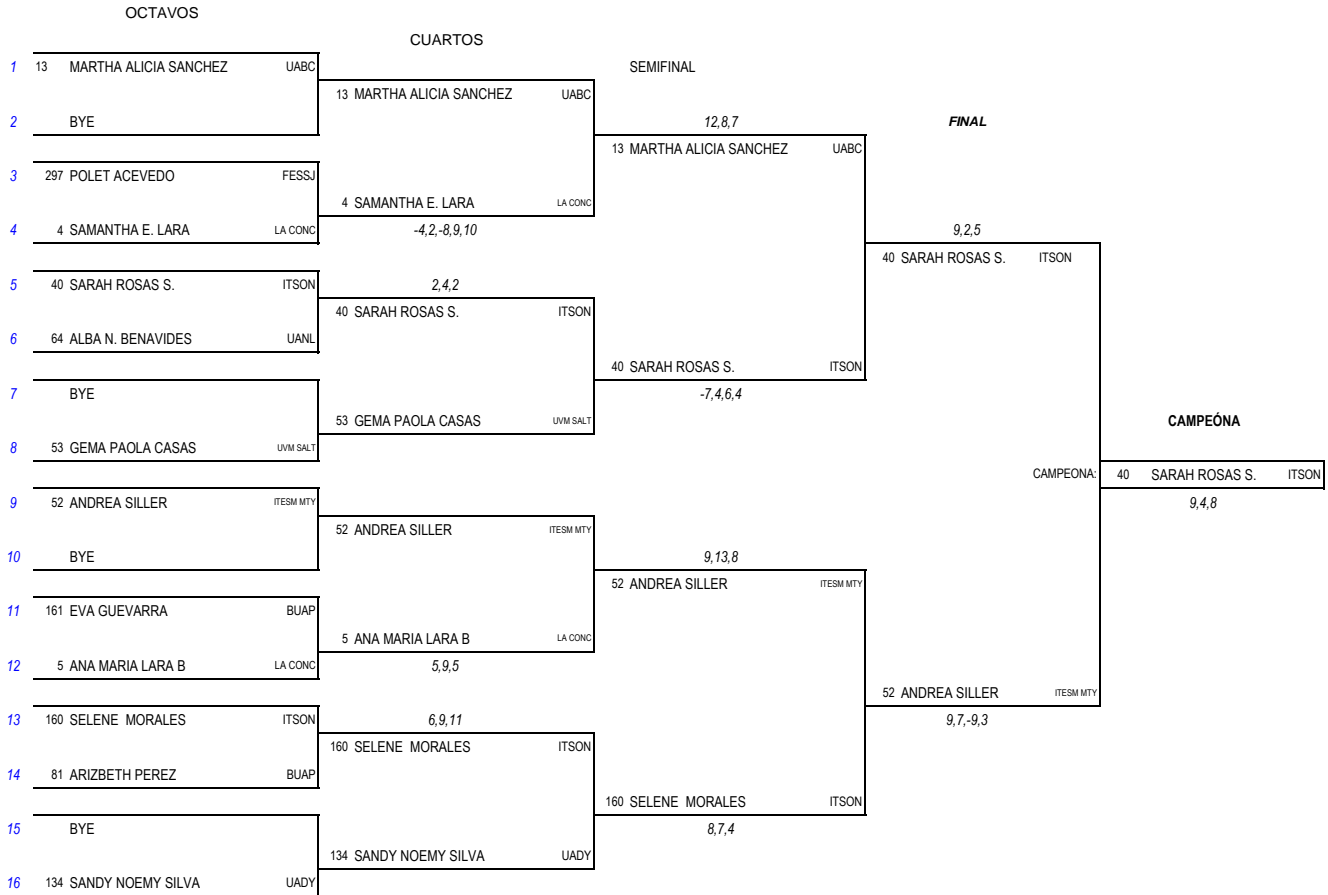 OCTAVOS
CUARTOS
1 13 MARTHA ALICIA SANCHEZ UABC SEMIFINAL
13 MARTHA ALICIA SANCHEZ UABC
2 BYE 12,8,7 FINAL
13 MARTHA ALICIA SANCHEZ UABC
3 297 POLET ACEVEDO FESSJ
4 SAMANTHA E. LARA LA CONC
4 4 SAMANTHA E. LARA LA CONC -4,2,-8,9,10 9,2,5
40 SARAH ROSAS S. ITSON
5 40 SARAH ROSAS S. ITSON 2,4,2
40 SARAH ROSAS S. ITSON
6 64 ALBA N. BENAVIDES UANL
40 SARAH ROSAS S. ITSON
7 BYE -7,4,6,4
53 GEMA PAOLA CASAS UVM SALT CAMPEÓNA
8 53 GEMA PAOLA CASAS UVM SALT
CAMPEONA: 40 SARAH ROSAS S. ITSON
9 52 ANDREA SILLER ITESM MTY 9,4,8
52 ANDREA SILLER ITESM MTY
10 BYE 9,13,8
52 ANDREA SILLER ITESM MTY
11 161 EVA GUEVARRA BUAP
5 ANA MARIA LARA B LA CONC
12 5 ANA MARIA LARA B LA CONC 5,9,5
52 ANDREA SILLER ITESM MTY
13 160 SELENE MORALES ITSON 6,9,11 9,7,-9,3
160 SELENE MORALES ITSON
14 81 ARIZBETH PEREZ BUAP
160 SELENE MORALES ITSON
15 BYE 8,7,4
134 SANDY NOEMY SILVA UADY
16 134 SANDY NOEMY SILVA UADY